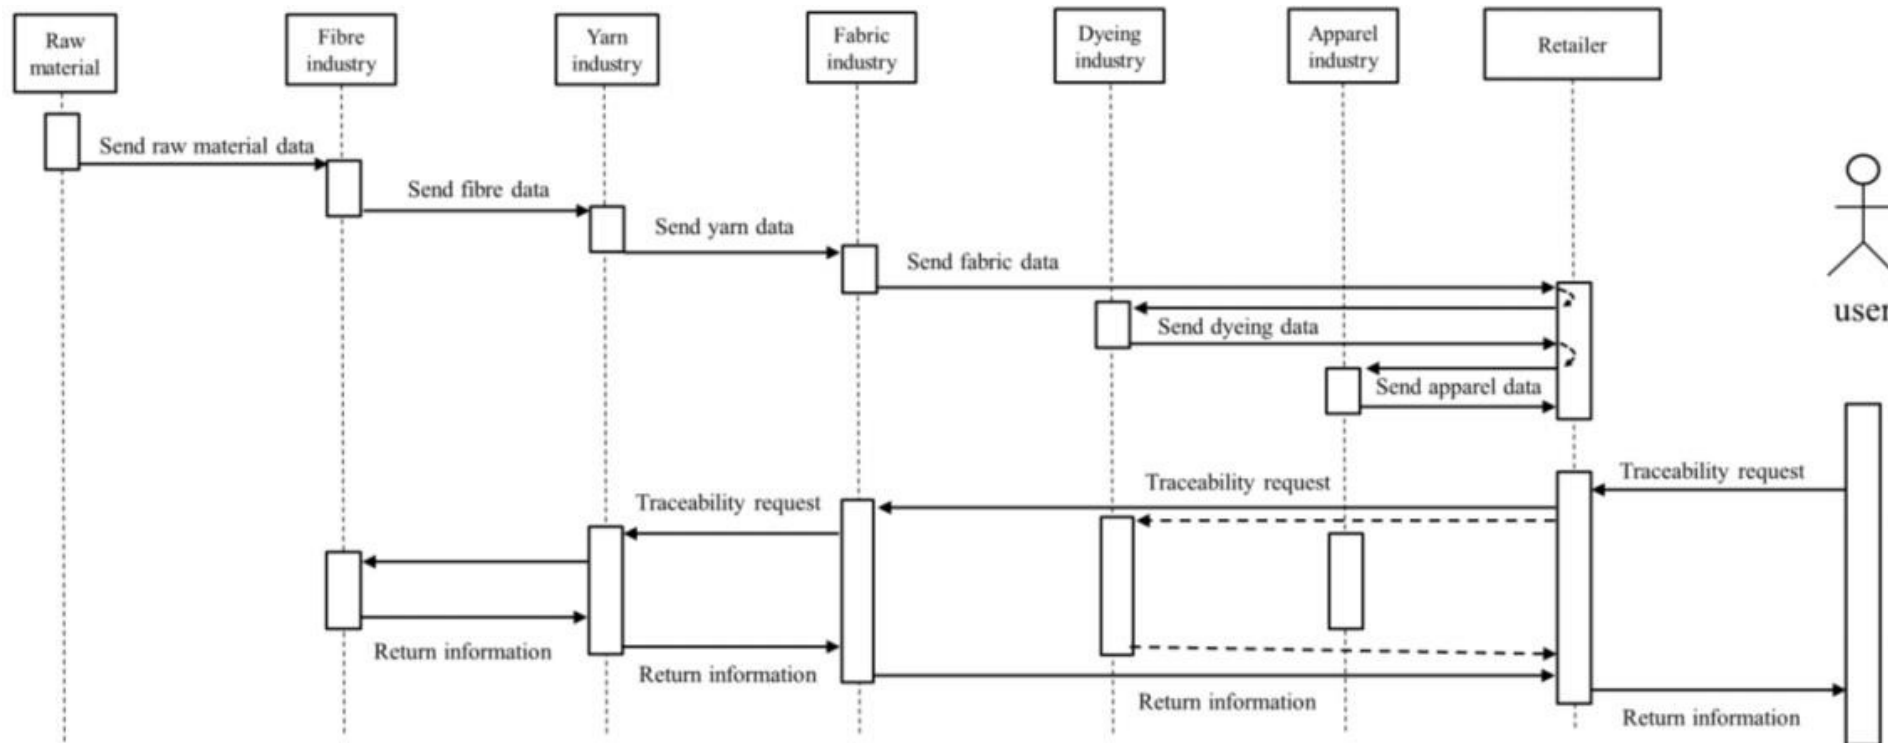 Raw
material
Fibre
industry
Yarn
industry
Fabric
industry
Dyeing
industry
Apparel
industry
Retailer
Send raw material data
Send fibre data
Send yarn data
Send fabric data
user
Send dyeing data
Send apparel data
Traceability request
Traceability request
Traceability request
Return information
Return information
Return information
Return information